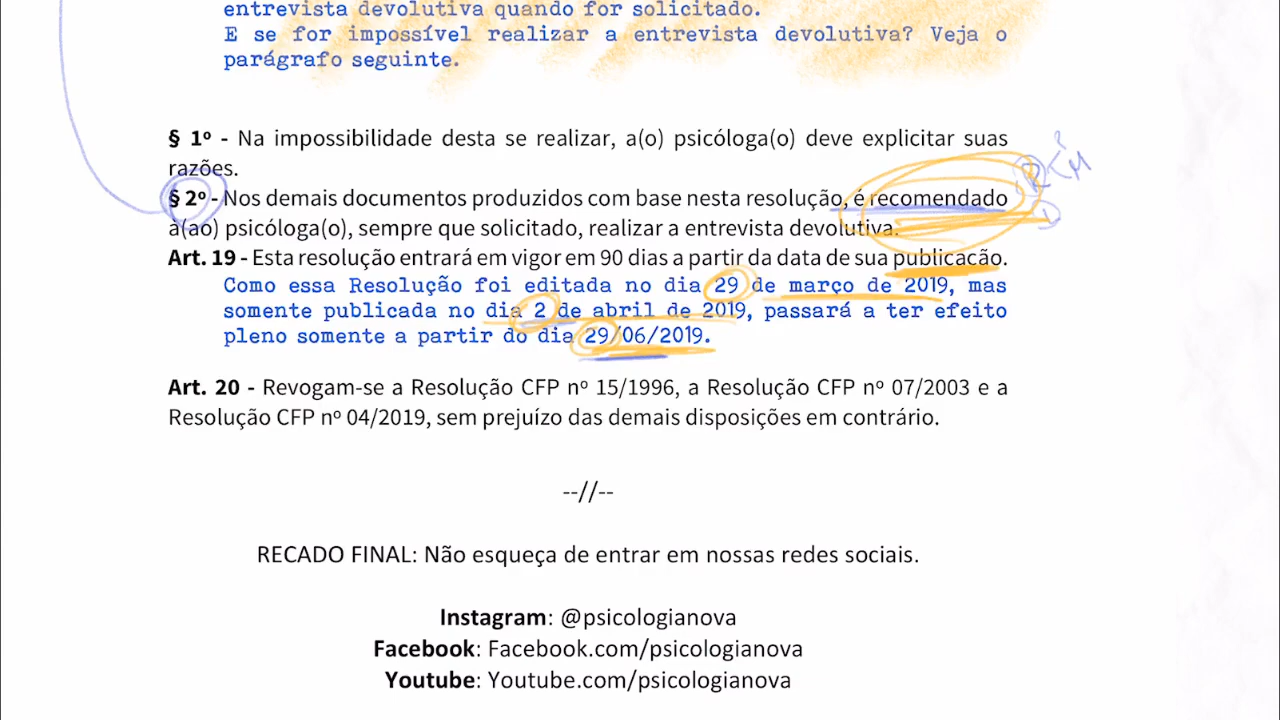 entrevista devolutiva quando for solicitado.
E se for impossível realizar a entrevista devolutiva? Veja o
parágrafo seguinte.
§ 1º - Na impossibilidade desta se realizar, a(o) psicóloga(o) deve explicitar suas
razões.
§ 2º - Nos demais documentos produzidos com base nesta resolução, é recomendado
a(ao) psicóloga(o), sempre que solicitado, realizar a entrevista devolutiva.
Art. 19 - Esta resolução entrará em vigor em 90 dias a partir da data de sua publicação.
Como essa Resolução foi editada no dia 29 de março de 2019, mas
somente publicada no dia 2 de abril de 2019, passará a ter efeito
pleno somente a partir do dia 29/06/2019.
Art. 20 - Revogam-se a Resolução CFP nº 15/1996, a Resolução CFP nº 07/2003 e a
Resolução CFP nº 04/2019, sem prejuízo das demais disposições em contrário.
--//--
RECADO FINAL: Não esqueça de entrar em nossas redes sociais.
Instagram: @psicologianova
Facebook: Facebook.com/psicologianova
Youtube: Youtube.com/psicologianova